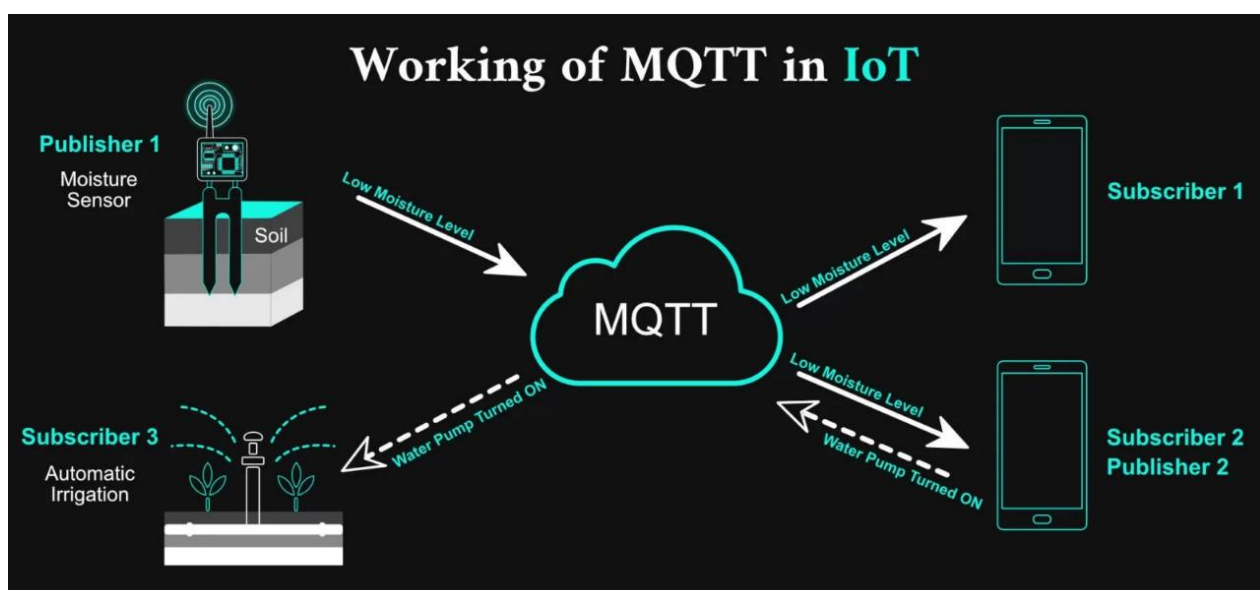 Working of MQTT in IoT
Publisher 1
Moisture
Sensor
Soil
Low Moisture Level
MQTT
Low Moisture Level
Subscriber 1
Low Moisture Level
Water Pump Turned ON
Subscriber 2
Publisher 2
Water Pump Turned ON
Subscriber 3
Automatic
Irrigation